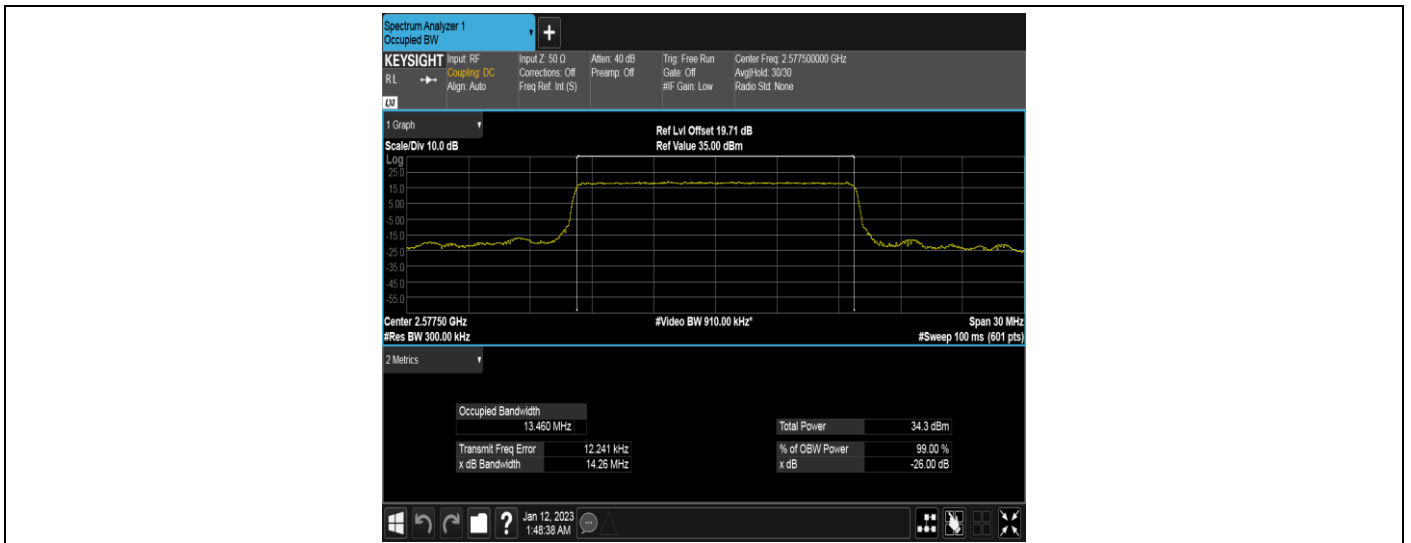 Spectrum Analyzer 1
Occupied BW
+
KEYSIGHT Input: RF Input Z: 50 Ω Atten: 40 dB Trig: Free Run Center Freq: 2.577500000 GHz
RL Coupling: DC Corrections: Off Preamp: Off Gate: Off Avg|Hold: 30/30
Align: Auto Freq Ref: Int (S) #IF Gain: Low Radio Std: None
LXI
1 Graph
Ref Lvl Offset 19.71 dB
Scale/Div 10.0 dB Ref Value 35.00 dBm
Log
25.0
15.0
5.00
-5.00
-15.0
-25.0
-35.0
-45.0
-55.0
Center 2.57750 GHz #Video BW 910.00 kHz* Span 30 MHz
#Res BW 300.00 kHz #Sweep 100 ms (601 pts)
2 Metrics
Occupied Bandwidth
13.460 MHz Total Power 34.3 dBm
Transmit Freq Error 12.241 kHz % of OBW Power 99.00 %
x dB Bandwidth 14.26 MHz x dB -26.00 dB
? Jan 12, 2023
1:48:38 AM